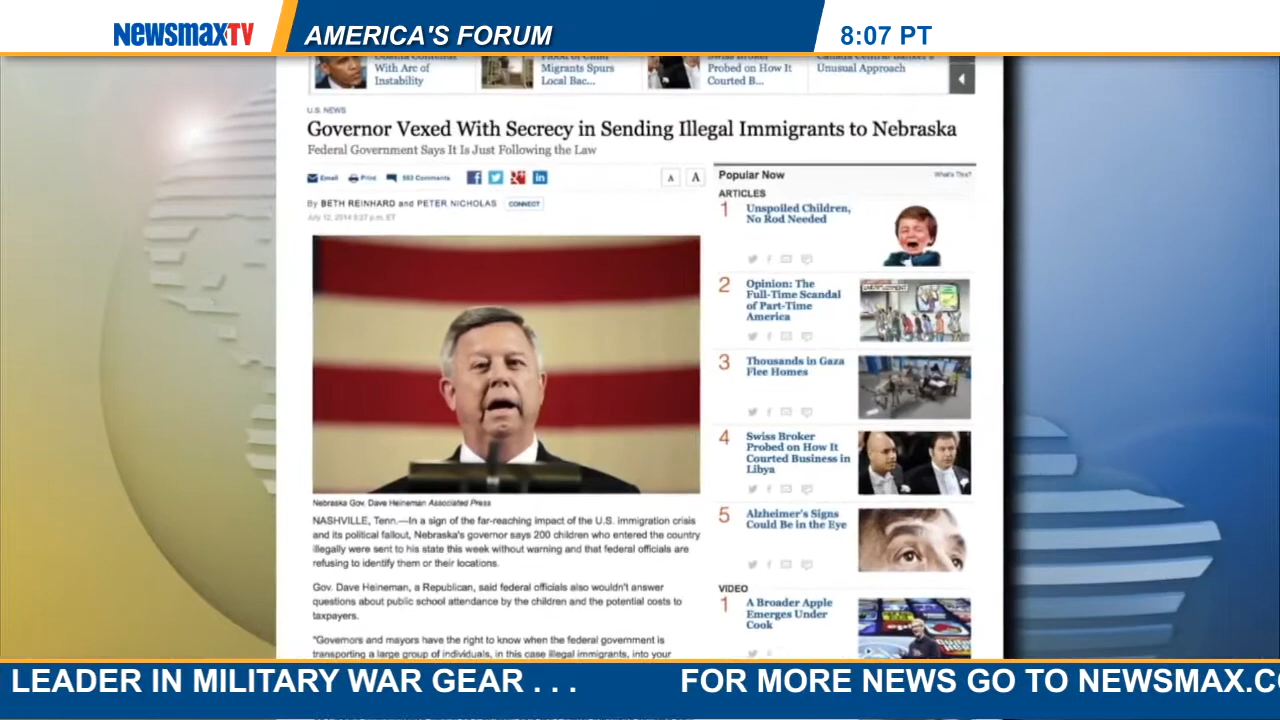 NEWSMAXTV
AMERICA'S FORUM
8:07 PT
With Arc of
Instability
Migrants Spurs
Local Bac...
Probed on How It
Courted B...
Unusual Approach
U.S. NEWS
Governor Vexed With Secrecy in Sending Illegal Immigrants to Nebraska
Federal Government Says It Is Just Following the Law
Email
Print
Comments
A
A
By BETH REINHARD and PETER NICHOLAS
CONNECT
July 12, 2014 5:27 p.m. ET
Nebraska Gov. Dave Heineman Associated Press
NASHVILLE, Tenn.—In a sign of the far-reaching impact of the U.S. immigration crisis
and its political fallout, Nebraska's governor says 200 children who entered the country
illegally were sent to his state this week without warning and that federal officials are
refusing to identify them or their locations.
Gov. Dave Heineman, a Republican, said federal officials also wouldn't answer
questions about public school attendance by the children and the potential costs to
taxpayers.
"Governors and mayors have the right to know when the federal government is
transporting a large group of individuals, in this case illegal immigrants, into your
Popular Now
What's This?
ARTICLES
1
Unspoiled Children,
No Rod Needed
2
Opinion: The
Full-Time Scandal
of Part-Time
America
UNEMPLOYMENT
3
Thousands in Gaza
Flee Homes
4
Swiss Broker
Probed on How It
Courted Business in
Libya
5
Alzheimer's Signs
Could Be in the Eye
VIDEO
1
A Broader Apple
Emerges Under
Cook
LEADER IN MILITARY WAR GEAR . . .
FOR MORE NEWS GO TO NEWSMAX.CO